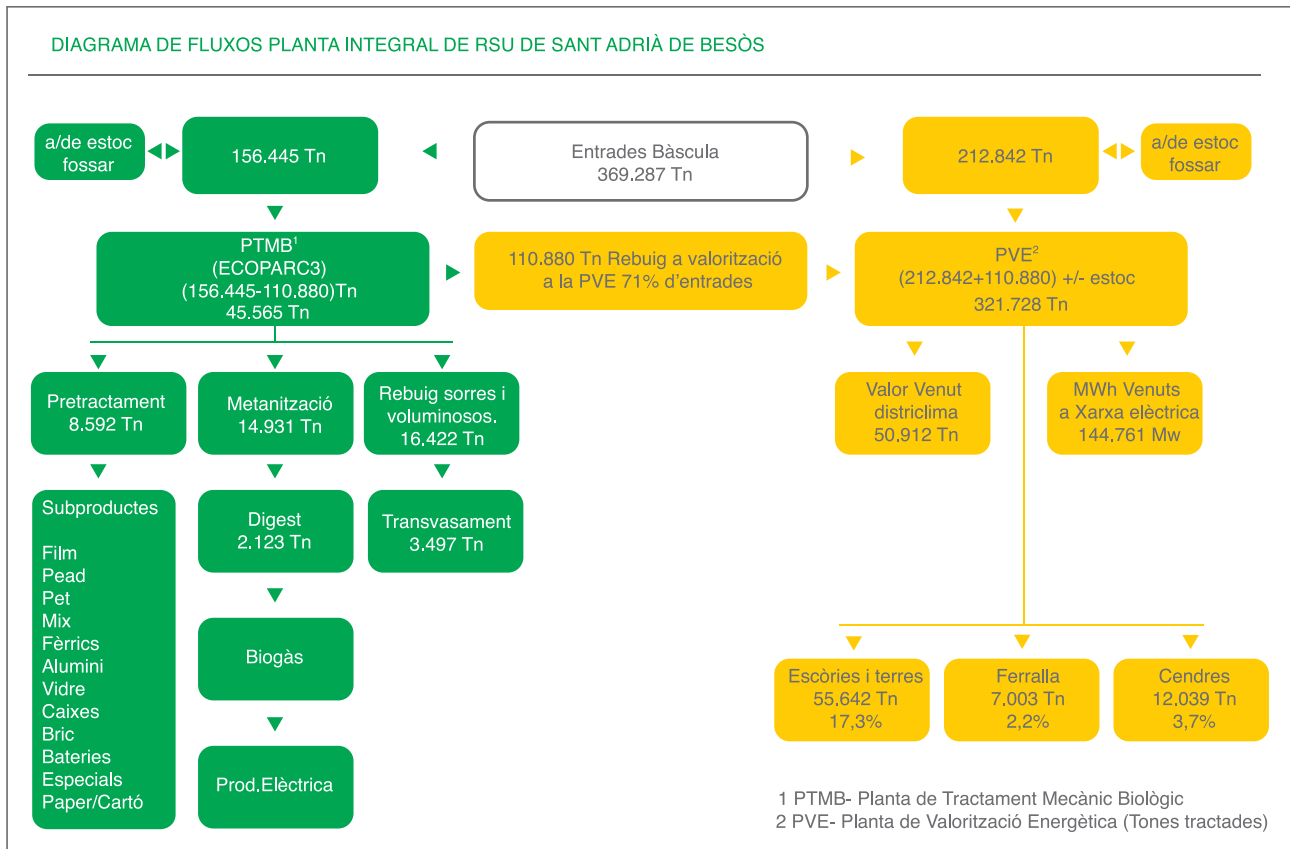 DIAGRAMA DE FLUXOS PLANTA INTEGRAL DE RSU DE SANT ADRIÀ DE BESÒS
a/de estoc
fossar
156.445 Tn
Entrades Bàscula
369.287 Tn
212.842 Tn
a/de estoc
fossar
PTMB¹
(ECOPARC3)
(156.445-110.880)Tn
45.565 Tn
110.880 Tn Rebuig a valorització
a la PVE 71% d'entrades
PVE²
(212.842+110.880) +/- estoc
321.728 Tn
Pretractament
8.592 Tn
Metanització
14.931 Tn
Rebuig sorres i
voluminosos.
16.422 Tn
Valor Venut
districlima
50.912 Tn
MWh Venuts
a Xarxa elèctrica
144.761 Mw
Subproductes
Film
Pead
Pet
Mix
Fèrrics
Alumini
Vidre
Caixes
Bric
Bateries
Especials
Paper/Cartó
Digest
2.123 Tn
Transvasament
3.497 Tn
Biogàs
Prod.Elèctrica
Escòries i terres
55.642 Tn
17,3%
Ferralla
7.003 Tn
2,2%
Cendres
12.039 Tn
3,7%
1 PTMB- Planta de Tractament Mecànic Biològic
2 PVE- Planta de Valorització Energètica (Tones tractades)